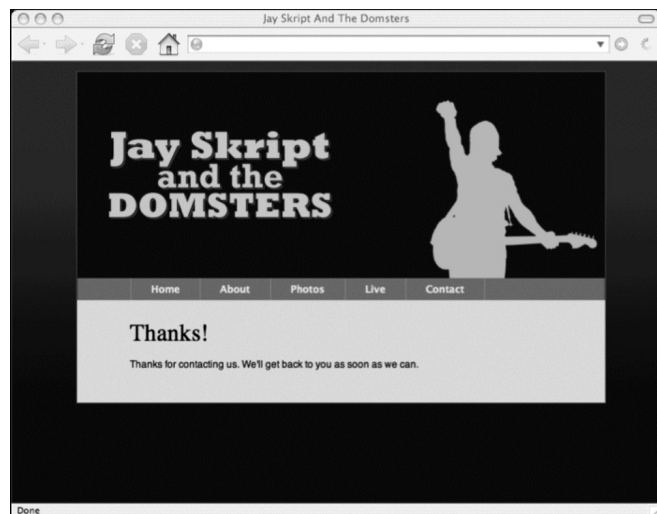 Jay Skript And The Domsters
Jay Skript
and the
DOMSTERS
Home About Photos Live Contact
Thanks!
Thanks for contacting us. We'll get back to you as soon as we can.
Done